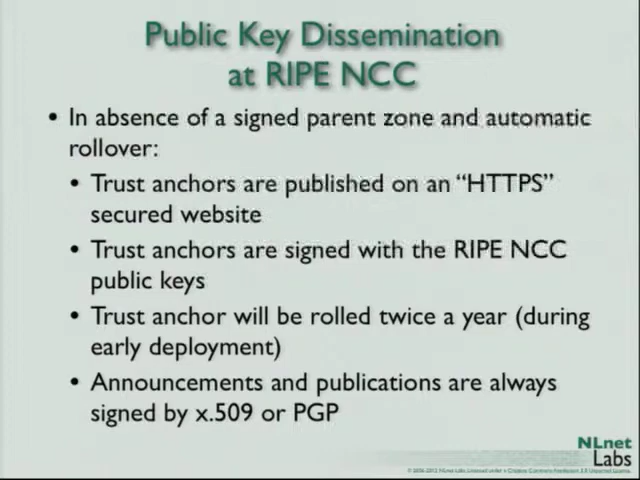 Public Key Dissemination
at RIPE NCC
• In absence of a signed parent zone and automatic
rollover:
• Trust anchors are published on an “HTTPS”
secured website
• Trust anchors are signed with the RIPE NCC
public keys
• Trust anchor will be rolled twice a year (during
early deployment)
• Announcements and publications are always
signed by x.509 or PGP
NLnet
Labs